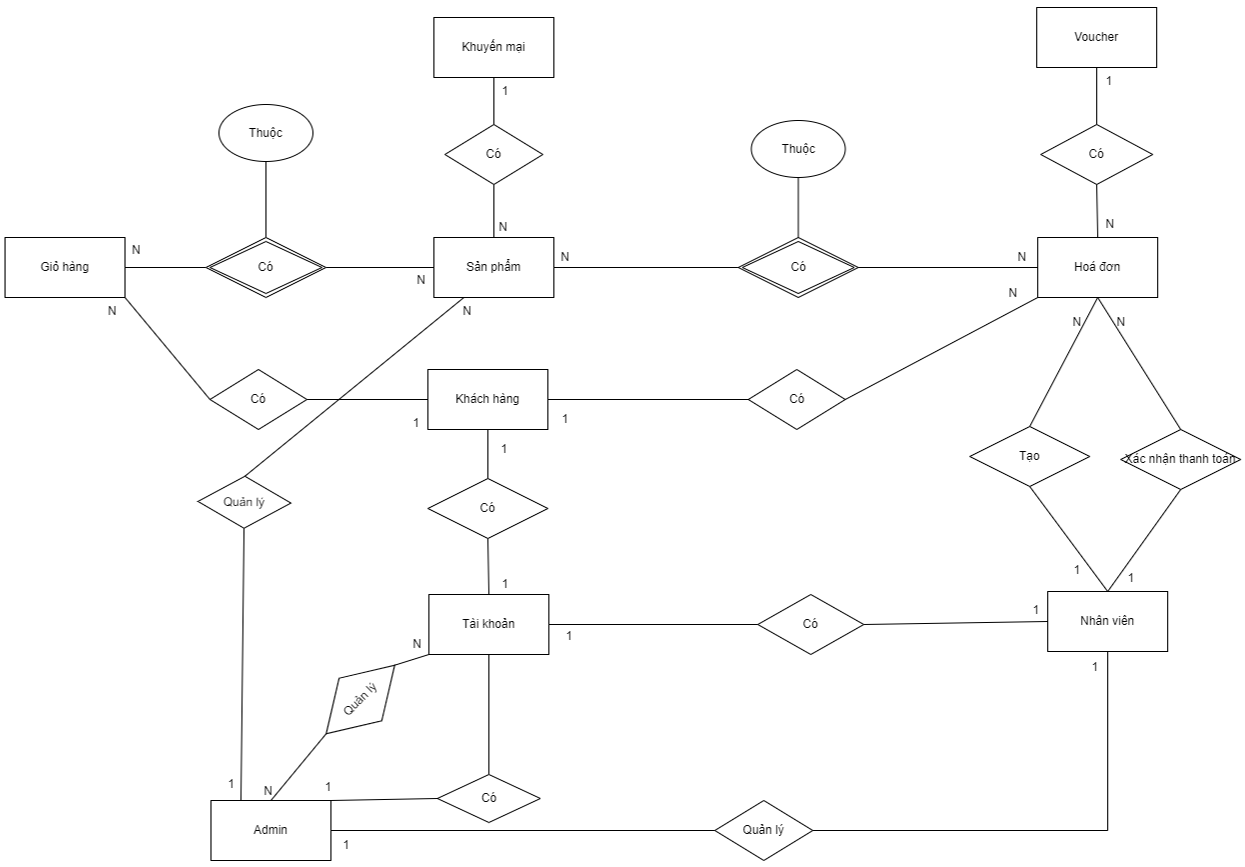 Khuyến mại
Voucher
1
1
Thuộc
Thuộc
Có
Có
N
N
N
N
N
Giỏ hàng
Có
Sản phẩm
Có
Hoá đơn
N
N
N
N
N
N
Có
Khách hàng
Có
1
1
1
Tạo
Xác nhận thanh toán
Quản lý
Có
1
1
1
1
Tài khoản
1
Có
Nhân viên
N
1
Quản lý
1
1
N
Có
Admin
Quản lý
1